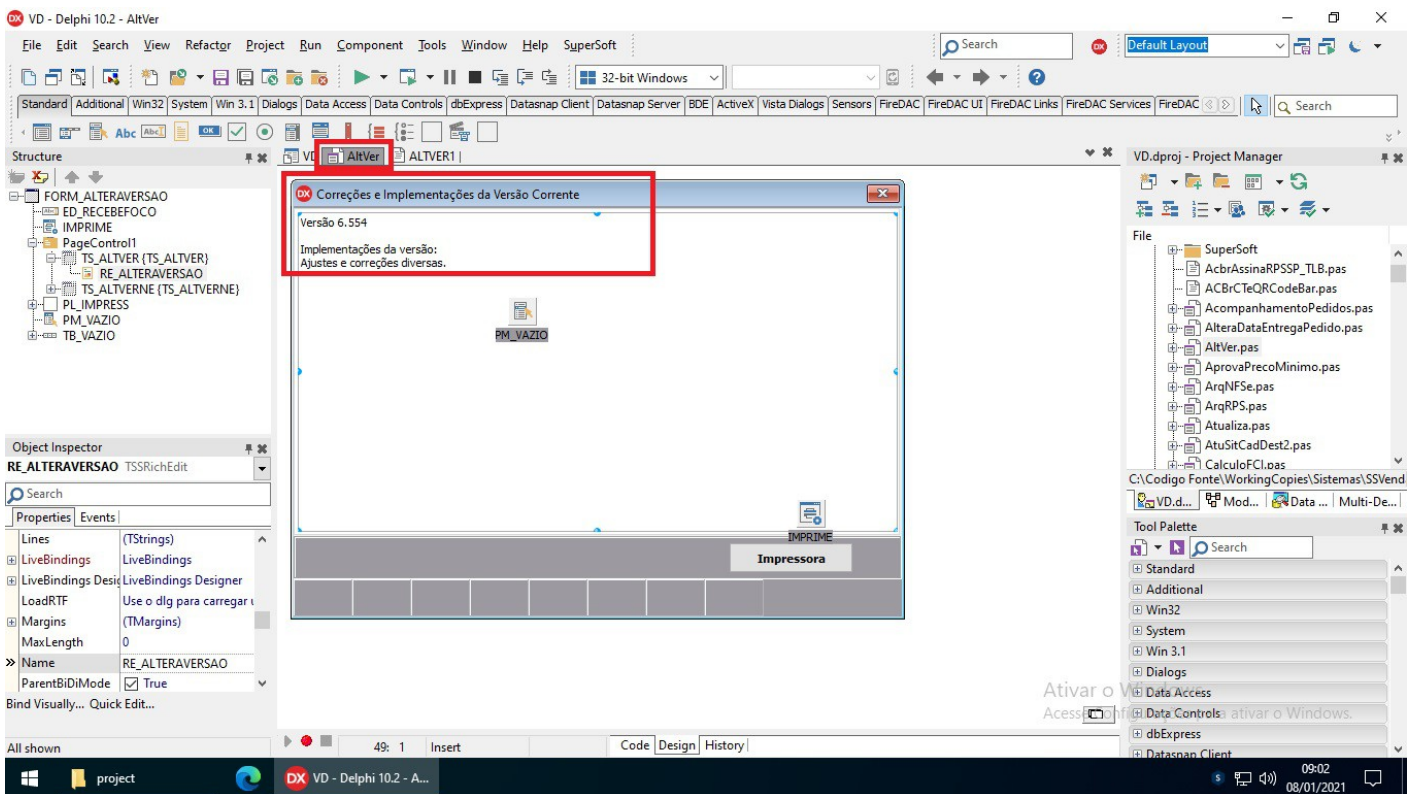 VD - Delphi 10.2 - AltVer
File Edit Search View Refactor Project Run Component Tools Window Help SuperSoft
Search
Default Layout
32-bit Windows
Standard Additional Win32 System Win 3.1 Dialogs Data Access Data Controls dbExpress Datasnap Client Datasnap Server BDE ActiveX Vista Dialogs Sensors FireDAC FireDAC UI FireDAC Links FireDAC Services FireDAC
Search
Abc
OK
Structure
FORM_ALTERAVERSAO
ED_RECEBEFOCO
IMPRIME
PageControl1
TS_ALTVER {TS_ALTVER}
RE_ALTERAVERSAO
TS_ALTVERNE {TS_ALTVERNE}
PL_IMPRESS
PM_VAZIO
TB_VAZIO
Object Inspector
RE_ALTERAVERSAO TSSRichEdit
Search
Properties Events
Lines (TStrings)
LiveBindings LiveBindings
LiveBindings Desig LiveBindings Designer
LoadRTF Use o dlg para carregar u
Margins (TMargins)
MaxLength 0
Name RE_ALTERAVERSAO
ParentBiDiMode True
Bind Visually... Quick Edit...
All shown
VD AltVer ALTVER1
Correções e Implementações da Versão Corrente
Versão 6.554
Implementações da versão:
Ajustes e correções diversas.
PM_VAZIO
IMPRIME
Impressora
49: 1 Insert
Code Design History
VD.dproj - Project Manager
File
SuperSoft
AcbrAssinaRPSSP_TLB.pas
ACBrCTeQRCodeBar.pas
AcompanhamentoPedidos.pas
AlteraDataEntregaPedido.pas
AltVer.pas
AprovaPrecoMinimo.pas
ArqNFSe.pas
ArqRPS.pas
Atualiza.pas
AtuSitCadDest2.pas
CalculoFCI.pas
C:\Codigo Fonte\WorkingCopies\Sistemas\SSVend
VD.d... Mod... Data ... Multi-De...
Tool Palette
Search
Standard
Additional
Win32
System
Win 3.1
Dialogs
Data Access
Data Controls
dbExpress
Datasnap Client
Ativar o Windows
project
VD - Delphi 10.2 - A...
09:02
08/01/2021